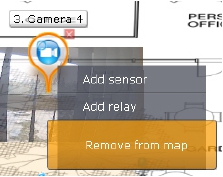 3. Camera 4
PERS
OFFIC
Add sensor
Add relay
Remove from map